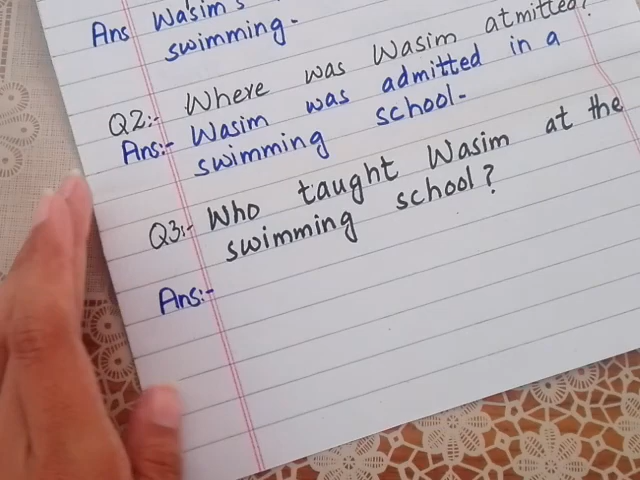 Ans Wasim's
swimming.
Q2:- Where was Wasim atmitted?
Ans:- Wasim was admitted in a
swimming school.
Q3:- Who taught Wasim at the
swimming school?
Ans:-